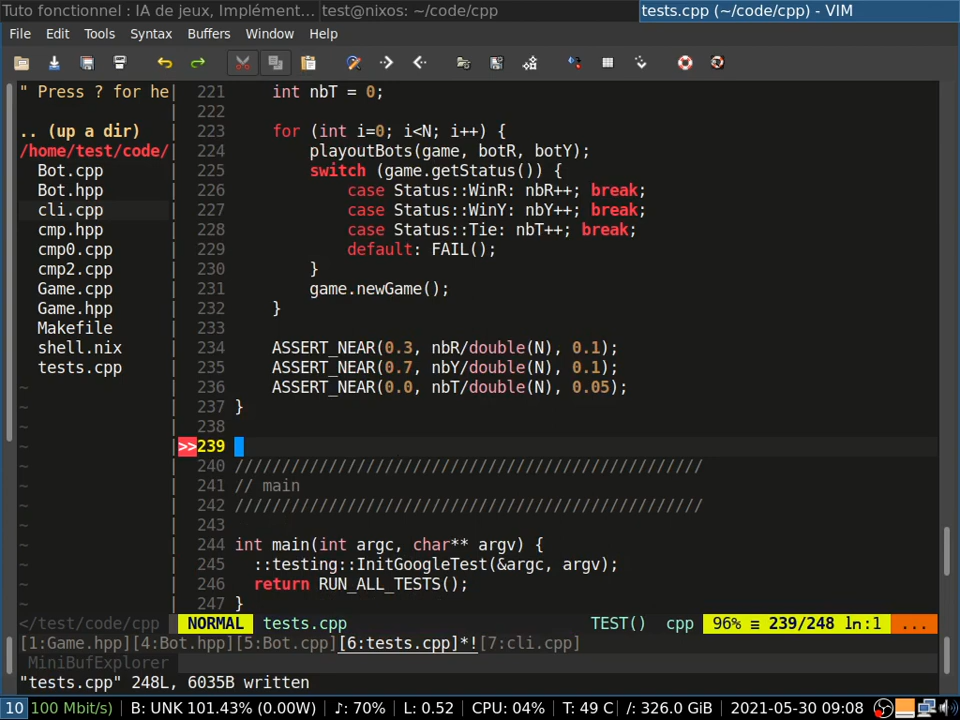 Tuto fonctionnel : IA de jeux, Implément...
test@nixos: ~/code/cpp
tests.cpp (~/code/cpp) - VIM
File Edit Tools Syntax Buffers Window Help
" Press ? for he
.. (up a dir)
/home/test/code/
Bot.cpp
Bot.hpp
cli.cpp
cmp.hpp
cmp0.cpp
cmp2.cpp
Game.cpp
Game.hpp
Makefile
shell.nix
tests.cpp
~
~
~
~
~
~
~
~
~
~
~
~
221     int nbT = 0;
222
223     for (int i=0; i<N; i++) {
224         playoutBots(game, botR, botY);
225         switch (game.getStatus()) {
226             case Status::WinR: nbR++; break;
227             case Status::WinY: nbY++; break;
228             case Status::Tie: nbT++; break;
229             default: FAIL();
230         }
231         game.newGame();
232     }
233
234     ASSERT_NEAR(0.3, nbR/double(N), 0.1);
235     ASSERT_NEAR(0.7, nbY/double(N), 0.1);
236     ASSERT_NEAR(0.0, nbT/double(N), 0.05);
237 }
238
>>239
240 //////////////////////////////////////////////////
241 // main
242 //////////////////////////////////////////////////
243
244 int main(int argc, char** argv) {
245   ::testing::InitGoogleTest(&argc, argv);
246   return RUN_ALL_TESTS();
247 }
</test/code/cpp NORMAL tests.cpp TEST() cpp 96% ≡ 239/248 ln:1 ...
[1:Game.hpp][4:Bot.hpp][5:Bot.cpp][6:tests.cpp]*![7:cli.cpp]
MiniBufExplorer
"tests.cpp" 248L, 6035B written
10 100 Mbit/s) | B: UNK 101.43% (0.00W) | ♪: 70% | L: 0.52 | CPU: 04% | T: 49 C | /: 326.0 GiB | 2021-05-30 09:08